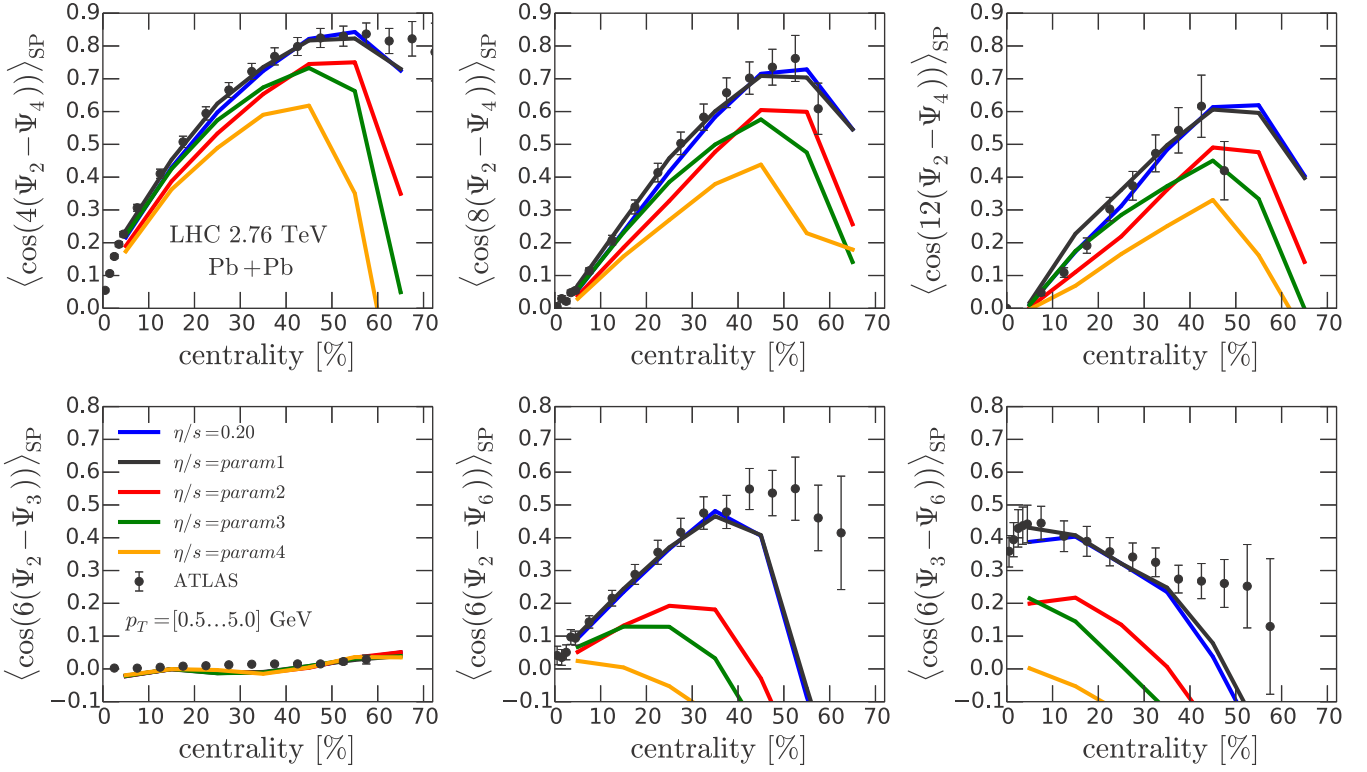 ⟨cos(4(Ψ₂−Ψ₄))⟩SP
0.9
0.8
0.7
0.6
0.5
0.4
0.3
0.2
0.1
0.0
LHC 2.76 TeV
Pb+Pb
0 10 20 30 40 50 60 70
centrality [%]
⟨cos(8(Ψ₂−Ψ₄))⟩SP
0.9
0.8
0.7
0.6
0.5
0.4
0.3
0.2
0.1
0.0
0 10 20 30 40 50 60 70
centrality [%]
⟨cos(12(Ψ₂−Ψ₄))⟩SP
0.9
0.8
0.7
0.6
0.5
0.4
0.3
0.2
0.1
0.0
0 10 20 30 40 50 60 70
centrality [%]
⟨cos(6(Ψ₂−Ψ₃))⟩SP
0.8
0.7
0.6
0.5
0.4
0.3
0.2
0.1
0.0
−0.1
η/s=0.20
η/s=param1
η/s=param2
η/s=param3
η/s=param4
ATLAS
pT=[0.5...5.0] GeV
0 10 20 30 40 50 60 70
centrality [%]
⟨cos(6(Ψ₂−Ψ₆))⟩SP
0.8
0.7
0.6
0.5
0.4
0.3
0.2
0.1
0.0
−0.1
0 10 20 30 40 50 60 70
centrality [%]
⟨cos(6(Ψ₃−Ψ₆))⟩SP
0.8
0.7
0.6
0.5
0.4
0.3
0.2
0.1
0.0
−0.1
0 10 20 30 40 50 60 70
centrality [%]